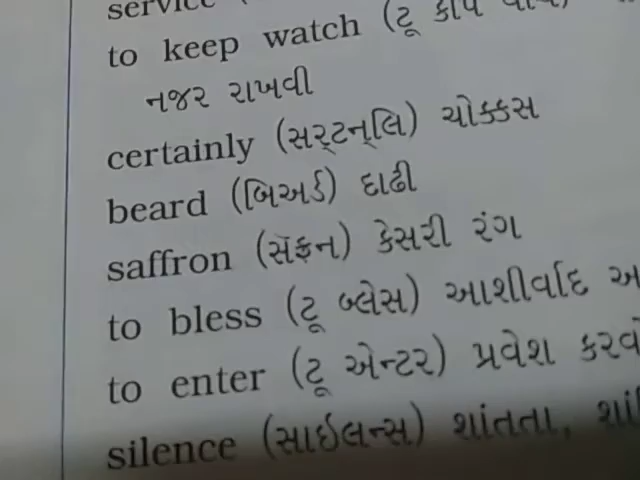 service
to keep watch (ટૂ કીપ વૉચ)
નજર રાખવી
certainly (સર્ટન્‌લિ) ચોક્કસ
beard (બિઅર્ડ) દાઢી
saffron (સૅફ્રન) કેસરી રંગ
to bless (ટૂ બ્લેસ) આશીર્વાદ
to enter (ટૂ એન્ટર) પ્રવેશ
silence (સાઇલન્સ) શાંતતા,